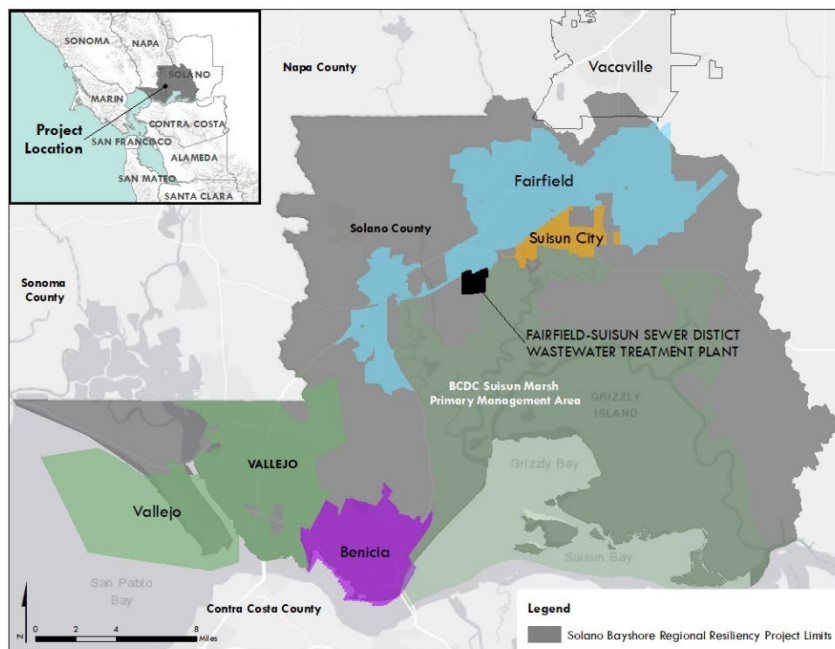 SONOMA
NAPA
SOLANO
MARIN
Project
Location
CONTRA COSTA
SAN FRANCISCO
ALAMEDA
SAN MATEO
SANTA CLARA
Napa County
Vacaville
Fairfield
Solano County
Suisun City
Sonoma
County
FAIRFIELD-SUISUN SEWER DISTICT
WASTEWATER TREATMENT PLANT
BCDC Suisun Marsh
Primary Management Area
GRIZZLY
ISLAND
VALLEJO
Grizzly Bay
Vallejo
Benicia
Suisun Bay
San Pablo
Bay
Contra Costa County
Legend
Solano Bayshore Regional Resiliency Project Limits
N
0 2 4 8
Miles